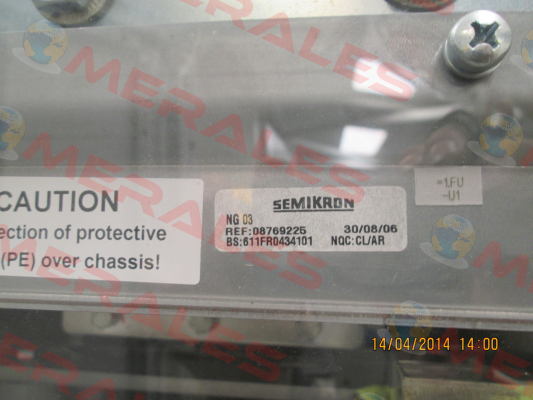 MERALES
CAUTION
ection of protective
(PE) over chassis!
SEMIKRON
NG 03
REF:08769225 30/08/06
BS:611FR0434101 NQC:CL/AR
=1.FU
-U1
14/04/2014 14:00